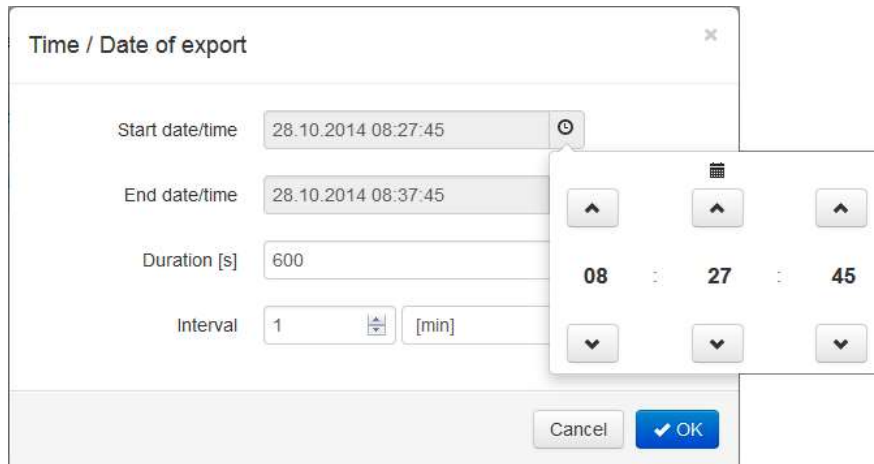 Time / Date of export ×
Start date/time 28.10.2014 08:27:45
End date/time 28.10.2014 08:37:45
Duration [s] 600
08 : 27 : 45
Interval 1 [min]
Cancel OK